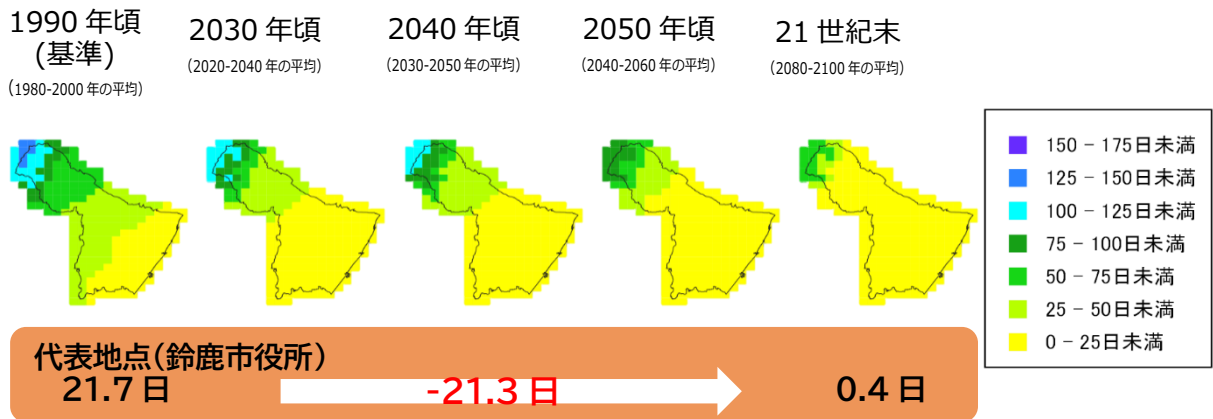 1990 年頃
(基準)
(1980-2000 年の平均)
2030 年頃
(2020-2040 年の平均)
2040 年頃
(2030-2050 年の平均)
2050 年頃
(2040-2060 年の平均)
21 世紀末
(2080-2100 年の平均)
150 − 175日未満
125 − 150日未満
100 − 125日未満
75 − 100日未満
50 − 75日未満
25 − 50日未満
0 − 25日未満
代表地点(鈴鹿市役所)
21.7 日
-21.3 日
0.4 日